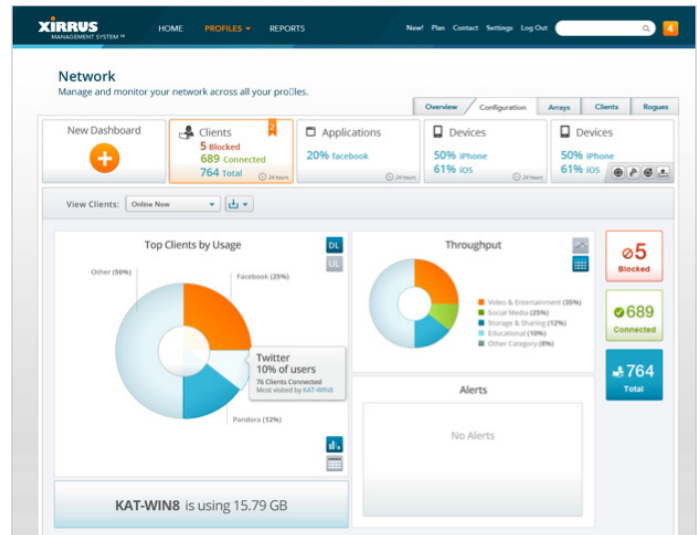 XIRRUS
MANAGEMENT SYSTEM ™
HOME
PROFILES
REPORTS
New! Plan Contact Settings Log Out
4
Network
Manage and monitor your network across all your pro▯les.
Overview
Configuration
Arrays
Clients
Rogues
New Dashboard
Clients
2
5 Blocked
689 Connected
764 Total
24 hours
Applications
20% facebook
24 hours
Devices
50% iPhone
61% iOS
24 hours
Devices
50% iPhone
61% iOS
View Clients: Online Now
Top Clients by Usage
DL
UL
Other (50%)
Facebook (25%)
Twitter
10% of users
76 Clients Connected
Most visited by KAT-WIN8
Pandora (12%)
KAT-WIN8 is using 15.79 GB
Throughput
Video & Entertainment (35%)
Social Media (25%)
Storage & Sharing (12%)
Educational (10%)
Other Category (8%)
Alerts
No Alerts
5
Blocked
689
Connected
764
Total